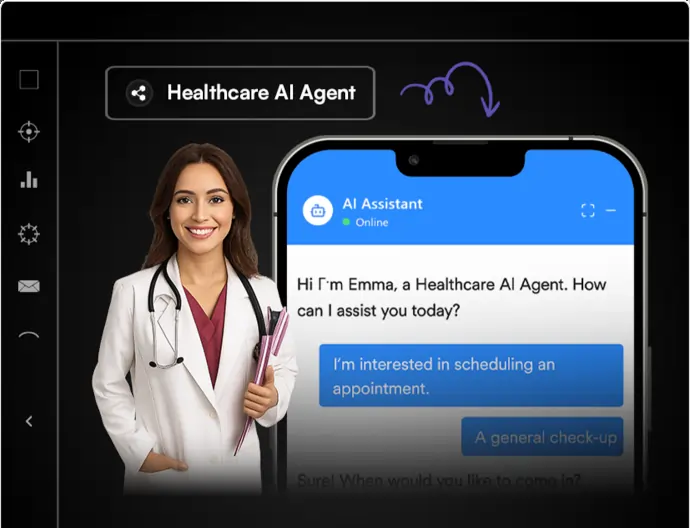 Healthcare AI Agent
AI Assistant
Online
Hi I'm Emma, a Healthcare AI Agent. How
can I assist you today?
I'm interested in scheduling an
appointment.
A general check-up
Sure! When would you like to come in?